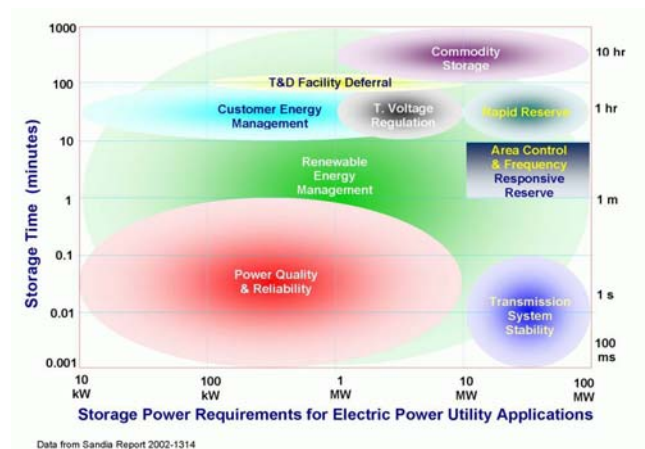 1000
100
10
1
0.1
0.01
0.001
Storage Time (minutes)
Commodity
Storage
T&D Facility Deferral
Customer Energy
Management
T. Voltage
Regulation
Rapid Reserve
Renewable
Energy
Management
Area Control
& Frequency
Responsive
Reserve
Power Quality
& Reliability
Transmission
System
Stability
10 hr
1 hr
1 m
1 s
100
ms
10
kW
100
kW
1
MW
10
MW
100
MW
Storage Power Requirements for Electric Power Utility Applications
Data from Sandia Report 2002-1314